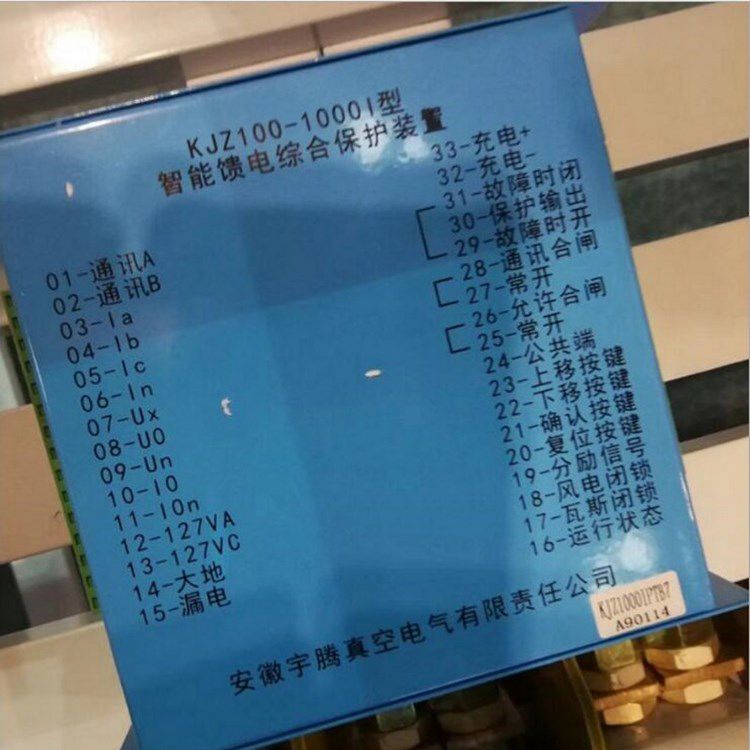 KJZ100-1000I型
智能馈电综合保护装置
01-通讯A
02-通讯B
03-Ia
04-Ib
05-Ic
06-In
07-Ux
08-U0
09-Un
10-I0
11-I0n
12-127VA
13-127VC
14-大地
15-漏电
33-充电+
32-充电-
31-故障时闭
30-保护输出
29-故障时开
28-通讯合闸
27-常开
26-允许合闸
25-常开
24-公共端
23-上移按键
22-下移按键
21-确认按键
20-复位按键
19-分励信号
18-风电闭锁
17-瓦斯闭锁
16-运行状态
安徽宇腾真空电气有限责任公司
KJZ1000IPTB7
A90114